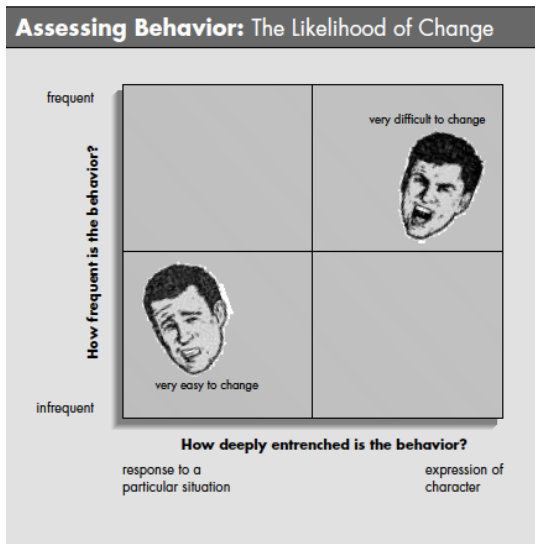 Assessing Behavior: The Likelihood of Change
frequent
very difficult to change
How frequent is the behavior?
very easy to change
infrequent
How deeply entrenched is the behavior?
response to a
particular situation
expression of
character